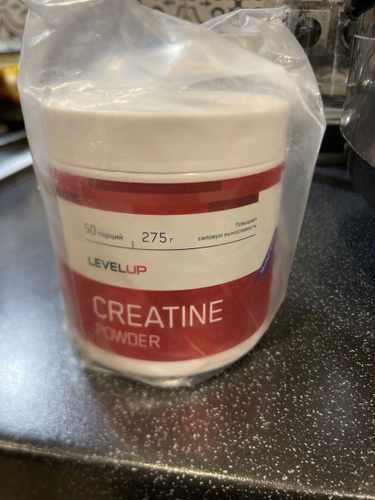 50 порций
275 г
Повышает
силовую выносливость
LEVELUP
CREATINE
POWDER